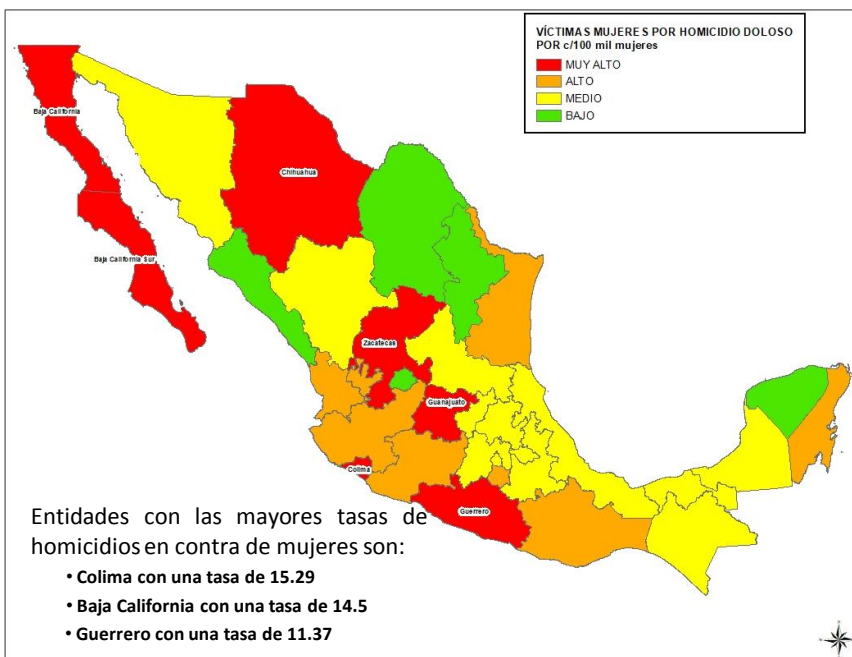 VÍCTIMAS MUJERES POR HOMICIDIO DOLOSO
POR c/100 mil mujeres
MUY ALTO
ALTO
MEDIO
BAJO
Baja California
Chihuahua
Baja California Sur
Zacatecas
Guanajuato
Colima
Guerrero
Entidades con las mayores tasas de
homicidios en contra de mujeres son:
• Colima con una tasa de 15.29
• Baja California con una tasa de 14.5
• Guerrero con una tasa de 11.37